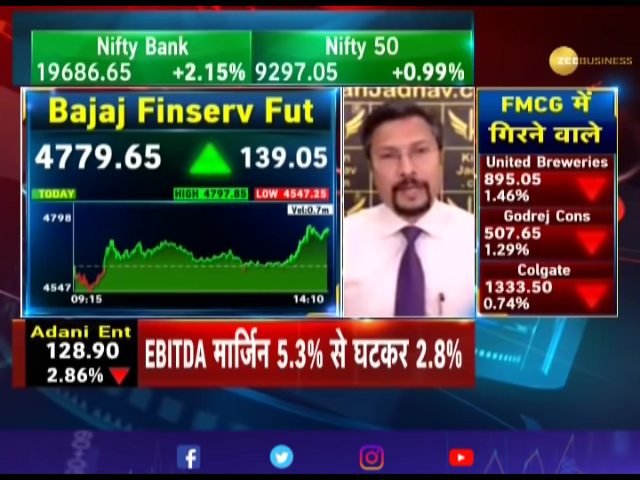 Nifty Bank
19686.65 +2.15%
Nifty 50
9297.05 +0.99%
ZEEBUSINESS
Bajaj Finserv Fut
4779.65 139.05
TODAY HIGH 4797.85 LOW 4547.25
Vol:0.7m
4798
4547
09:15 14:10
FMCG में
गिरने वाले
United Breweries
895.05
1.46%
Godrej Cons
507.65
1.29%
Colgate
1333.50
0.74%
Adani Ent
128.90
2.86%
EBITDA मार्जिन 5.3% से घटकर 2.8%